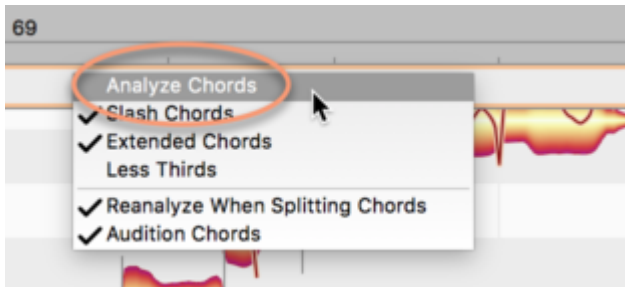 69
Analyze Chords
Slash Chords
Extended Chords
Less Thirds
Reanalyze When Splitting Chords
Audition Chords